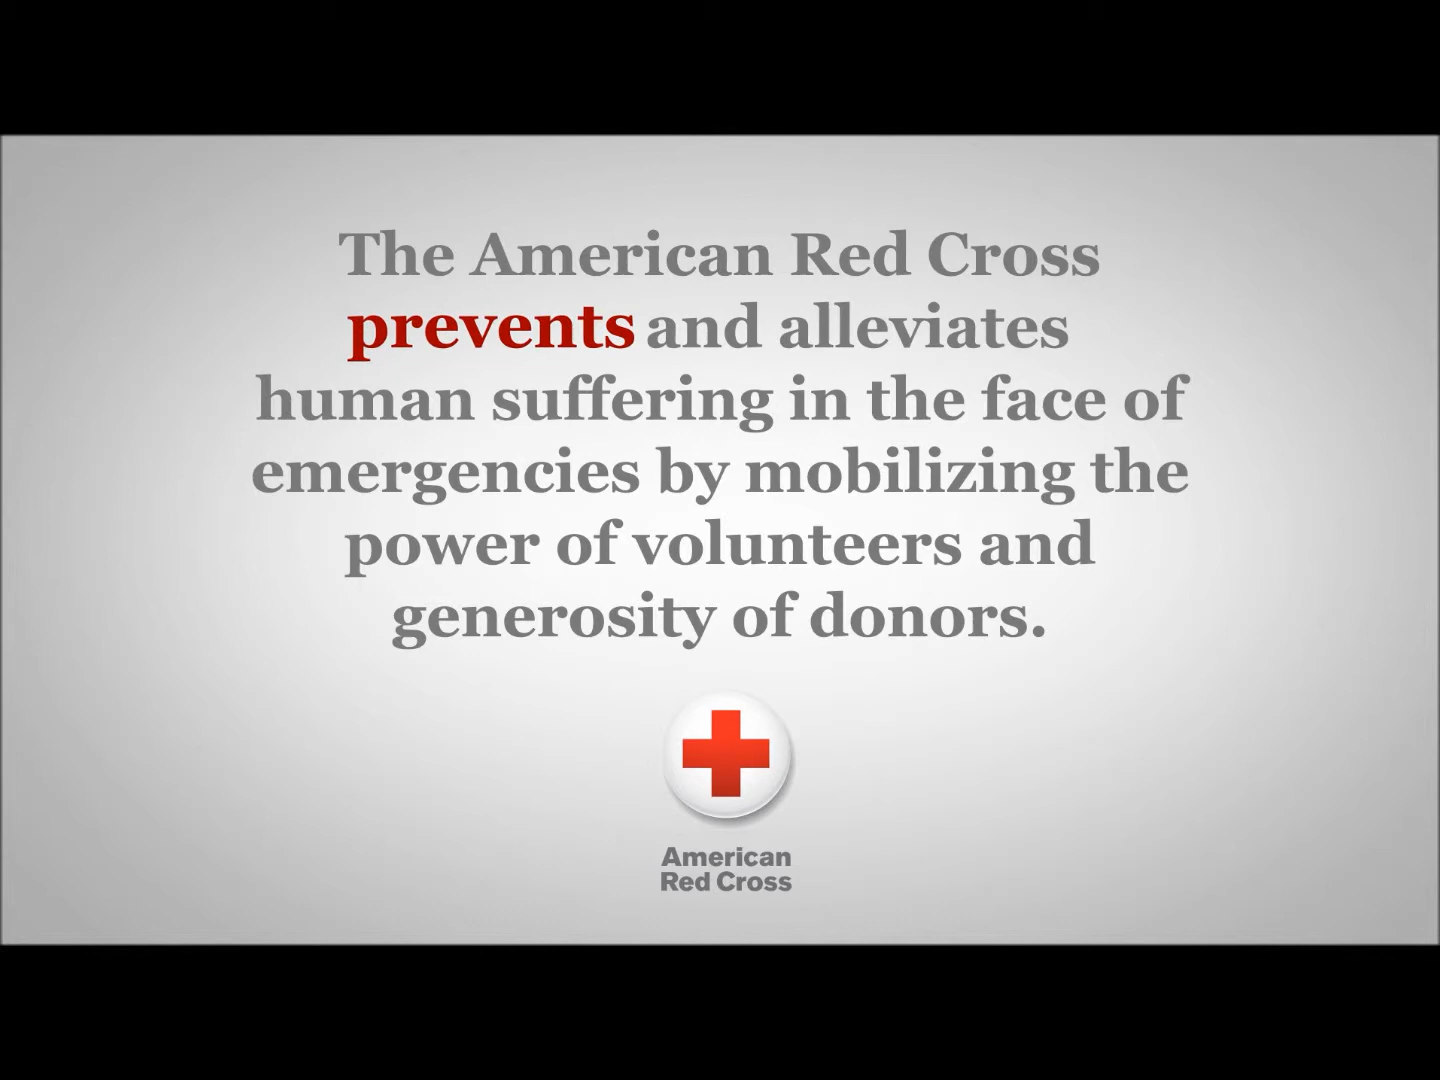 The American Red Cross
prevents and alleviates
human suffering in the face of
emergencies by mobilizing the
power of volunteers and
generosity of donors.
American
Red Cross